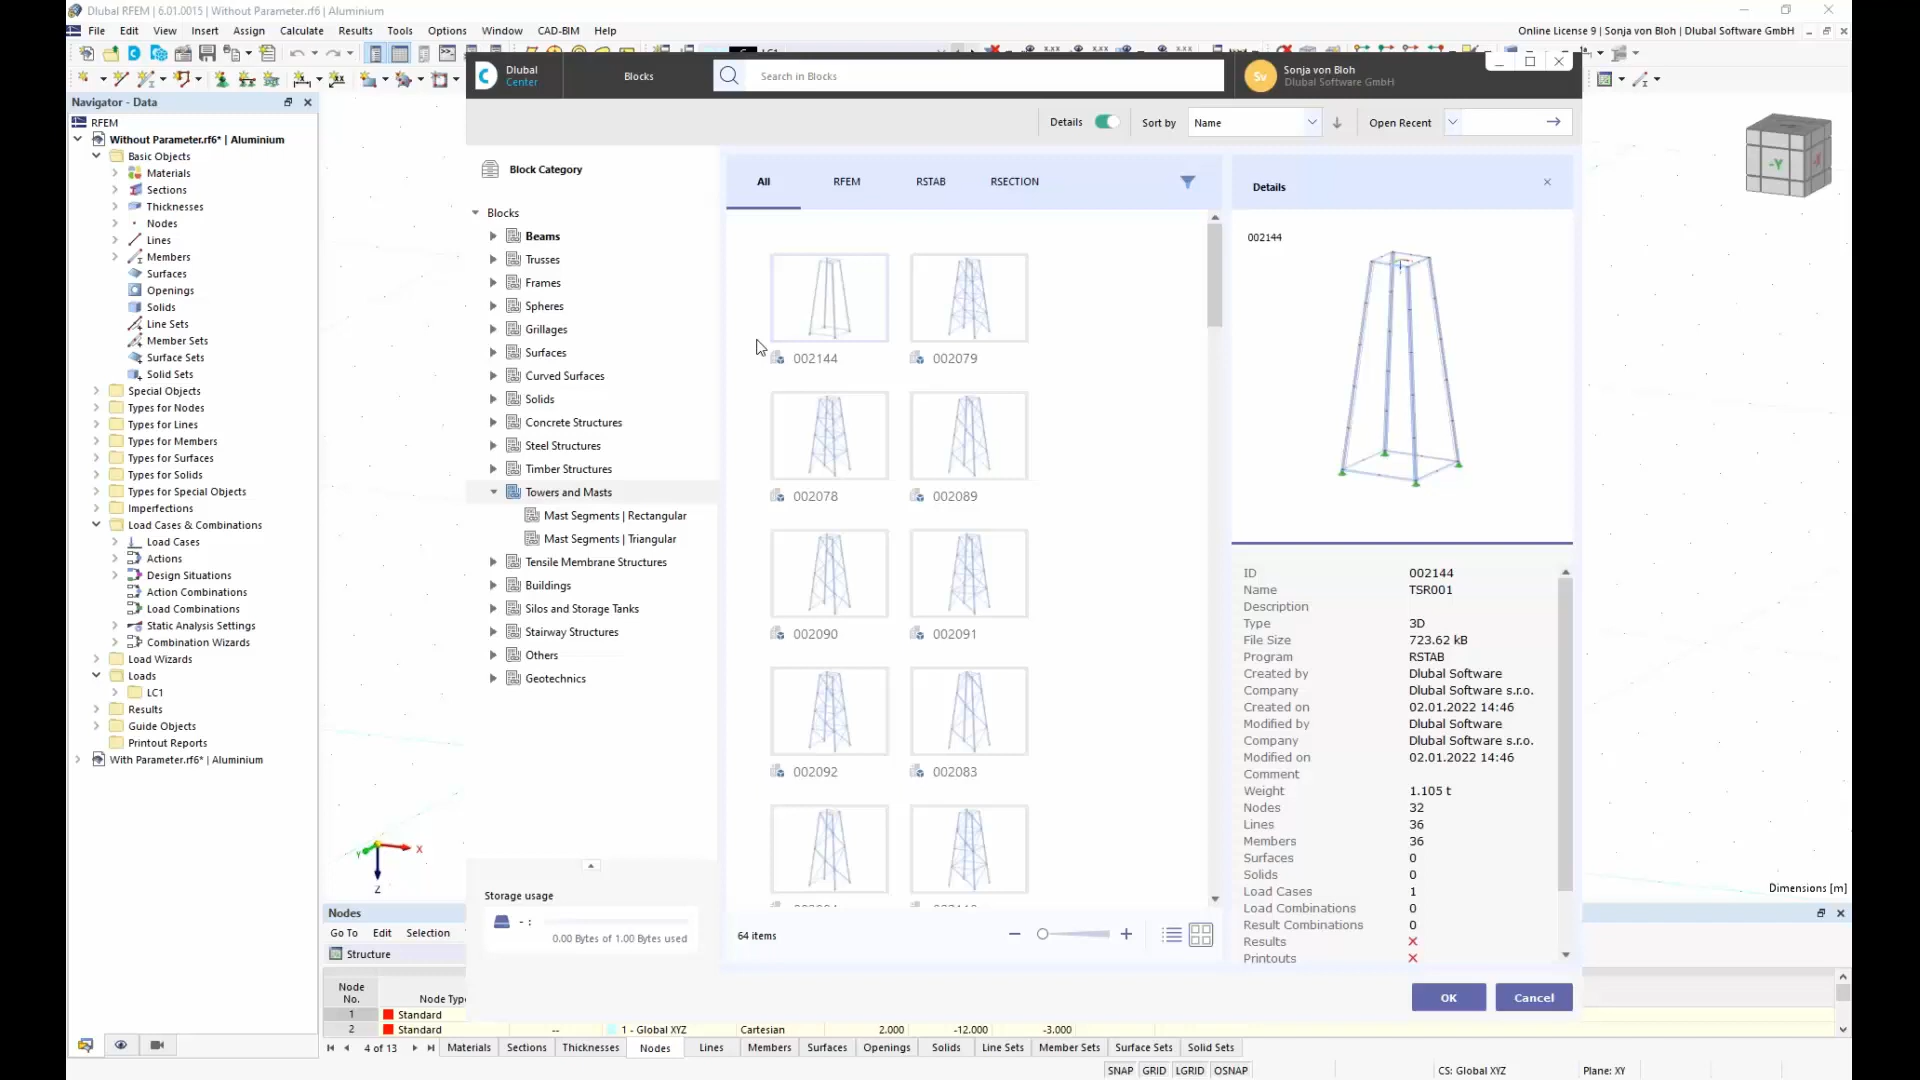 Dlubal RFEM | 6.01.0015 | Without Parameter.rf6 | Aluminium
File Edit View Insert Assign Calculate Results Tools Options Window CAD-BIM Help
Online License 9 | Sonja von Bloh | Dlubal Software GmbH
Navigator - Data
RFEM
Without Parameter.rf6* | Aluminium
Basic Objects
Materials
Sections
Thicknesses
Nodes
Lines
Members
Surfaces
Openings
Solids
Line Sets
Member Sets
Surface Sets
Solid Sets
Special Objects
Types for Nodes
Types for Lines
Types for Members
Types for Surfaces
Types for Solids
Types for Special Objects
Imperfections
Load Cases & Combinations
Load Cases
Actions
Design Situations
Action Combinations
Load Combinations
Static Analysis Settings
Combination Wizards
Load Wizards
Loads
LC1
Results
Guide Objects
Printout Reports
With Parameter.rf6* | Aluminium
Dlubal
Center
Blocks
Search in Blocks
Sv
Sonja von Bloh
Dlubal Software GmbH
Details
Sort by
Name
Open Recent
Block Category
Blocks
Beams
Trusses
Frames
Spheres
Grillages
Surfaces
Curved Surfaces
Solids
Concrete Structures
Steel Structures
Timber Structures
Towers and Masts
Mast Segments | Rectangular
Mast Segments | Triangular
Tensile Membrane Structures
Buildings
Silos and Storage Tanks
Stairway Structures
Others
Geotechnics
Storage usage
- :
0.00 Bytes of 1.00 Bytes used
All RFEM RSTAB RSECTION
002144 002079
002078 002089
002090 002091
002092 002083
64 items
Details
002144
ID 002144
Name TSR001
Description
Type 3D
File Size 723.62 kB
Program RSTAB
Created by Dlubal Software
Company Dlubal Software s.r.o.
Created on 02.01.2022 14:46
Modified by Dlubal Software
Company Dlubal Software s.r.o.
Modified on 02.01.2022 14:46
Comment
Weight 1.105 t
Nodes 32
Lines 36
Members 36
Surfaces 0
Solids 0
Load Cases 1
Load Combinations 0
Result Combinations 0
Results
Printouts
OK Cancel
-Y
X
Y
Z
Dimensions [m]
Nodes
Go To Edit Selection
Structure
Node
No.
Node Typ
1 Standard
2 Standard -- 1 - Global XYZ Cartesian 2.000 -12.000 -3.000
4 of 13 Materials Sections Thicknesses Nodes Lines Members Surfaces Openings Solids Line Sets Member Sets Surface Sets Solid Sets
SNAP GRID LGRID OSNAP CS: Global XYZ Plane: XY